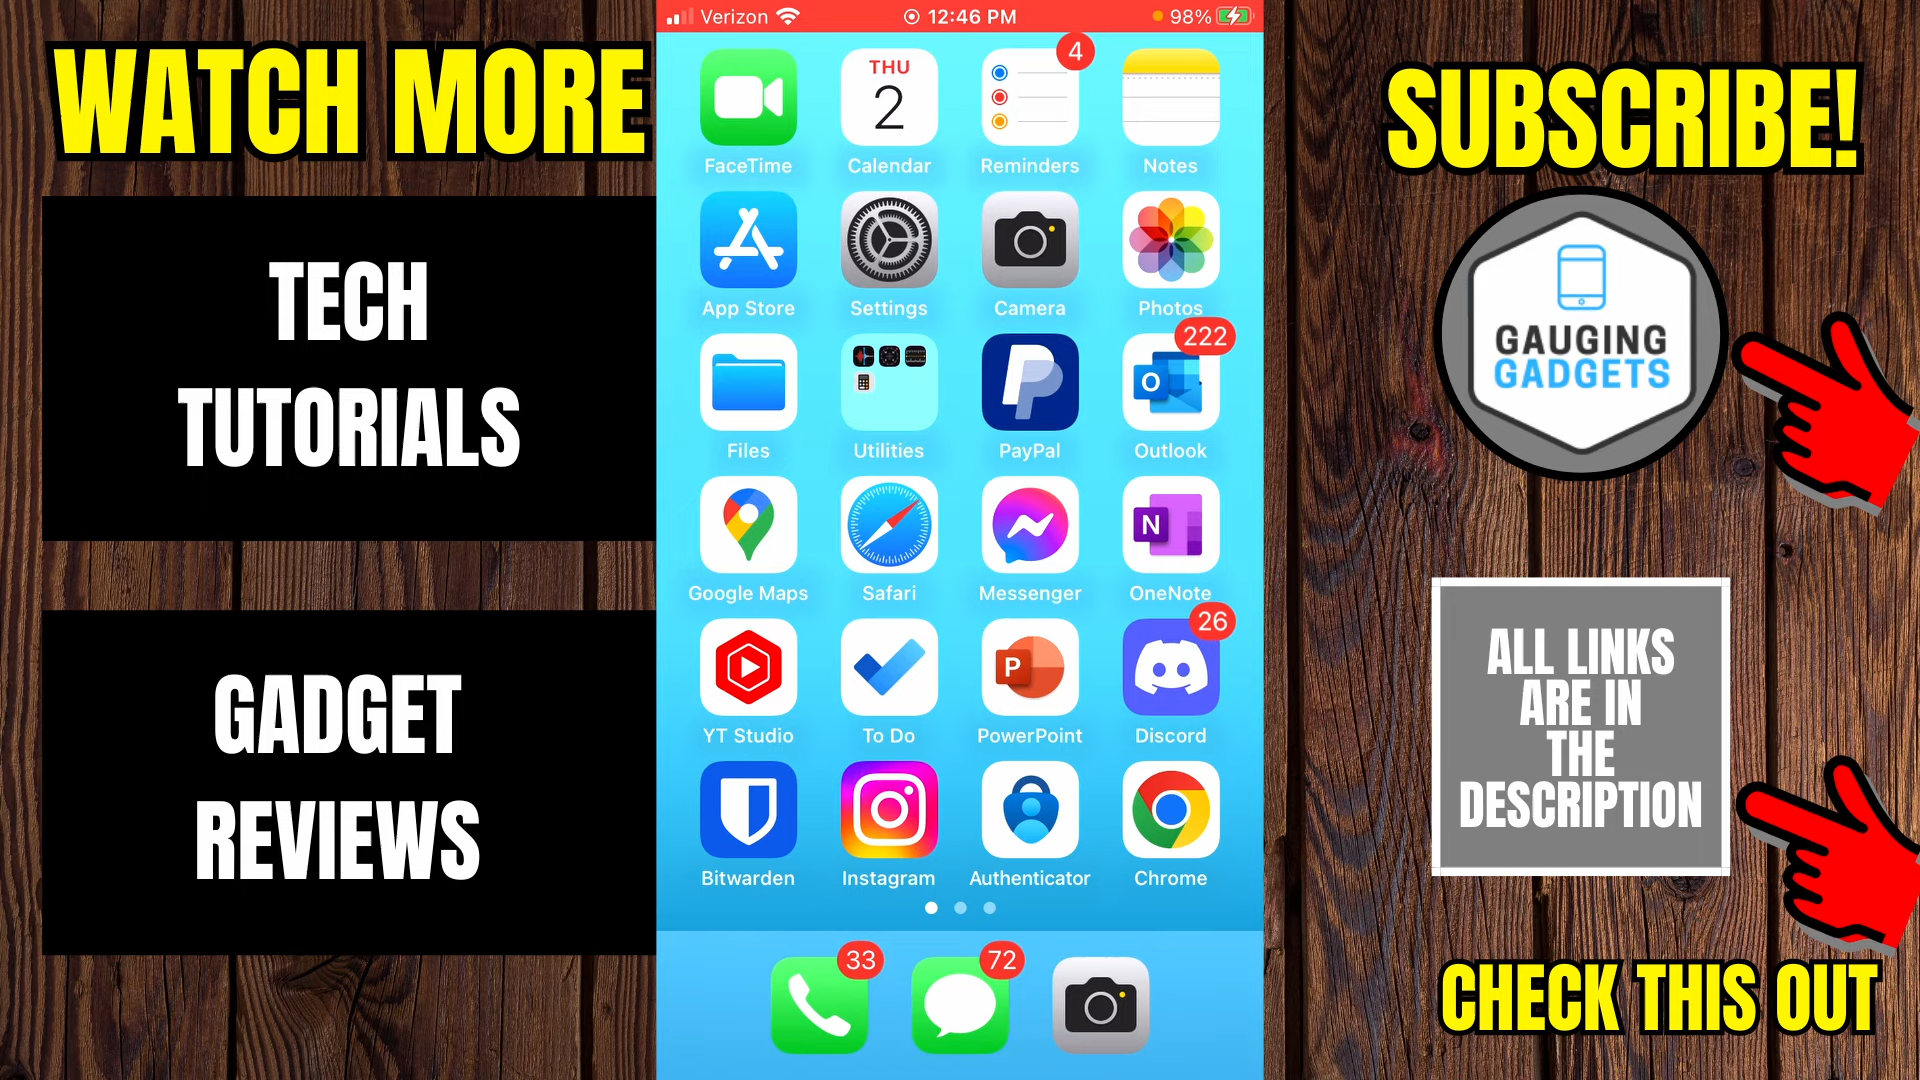 WATCH MORE
TECH
TUTORIALS
GADGET
REVIEWS
Verizon 12:46 PM 98%
THU 4
2
FaceTime Calendar Reminders Notes
App Store Settings Camera Photos
222
O
Files Utilities PayPal Outlook
N
Google Maps Safari Messenger OneNote
26
P
YT Studio To Do PowerPoint Discord
Bitwarden Instagram Authenticator Chrome
33 72
SUBSCRIBE!
GAUGING
GADGETS
ALL LINKS
ARE IN
THE
DESCRIPTION
CHECK THIS OUT